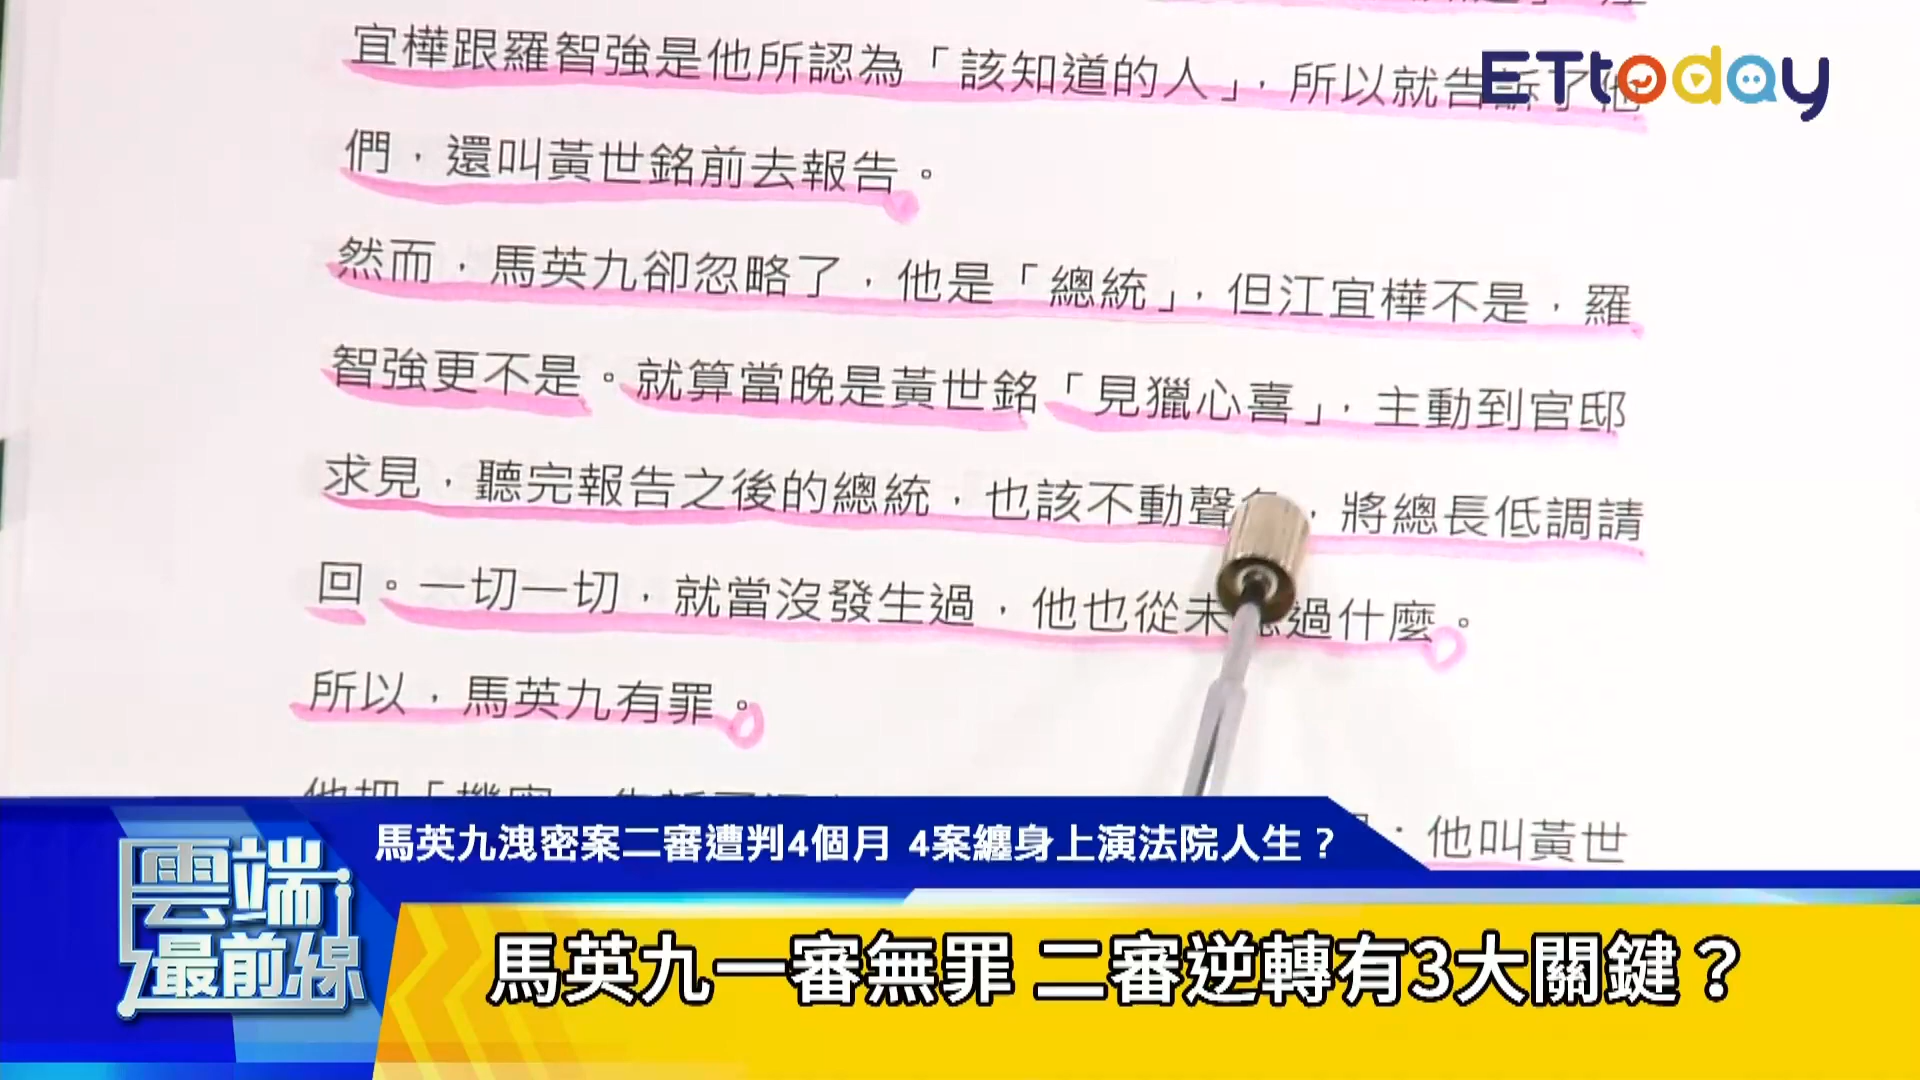 宜樺跟羅智強是他所認為「該知道的人」，所以就告訴了他
ETtoday
們，還叫黃世銘前去報告。
然而，馬英九卻忽略了，他是「總統」，但江宜樺不是，羅
智強更不是。就算當晚是黃世銘「見獵心喜」，主動到官邸
求見，聽完報告之後的總統，也該不動聲，將總長低調請
回。一切一切，就當沒發生過，他也從未過什麼。
所以，馬英九有罪。
他把「機密
他叫黃世
馬英九洩密案二審遭判4個月 4案纏身上演法院人生？
雲端
最前線
馬英九一審無罪 二審逆轉有3大關鍵？